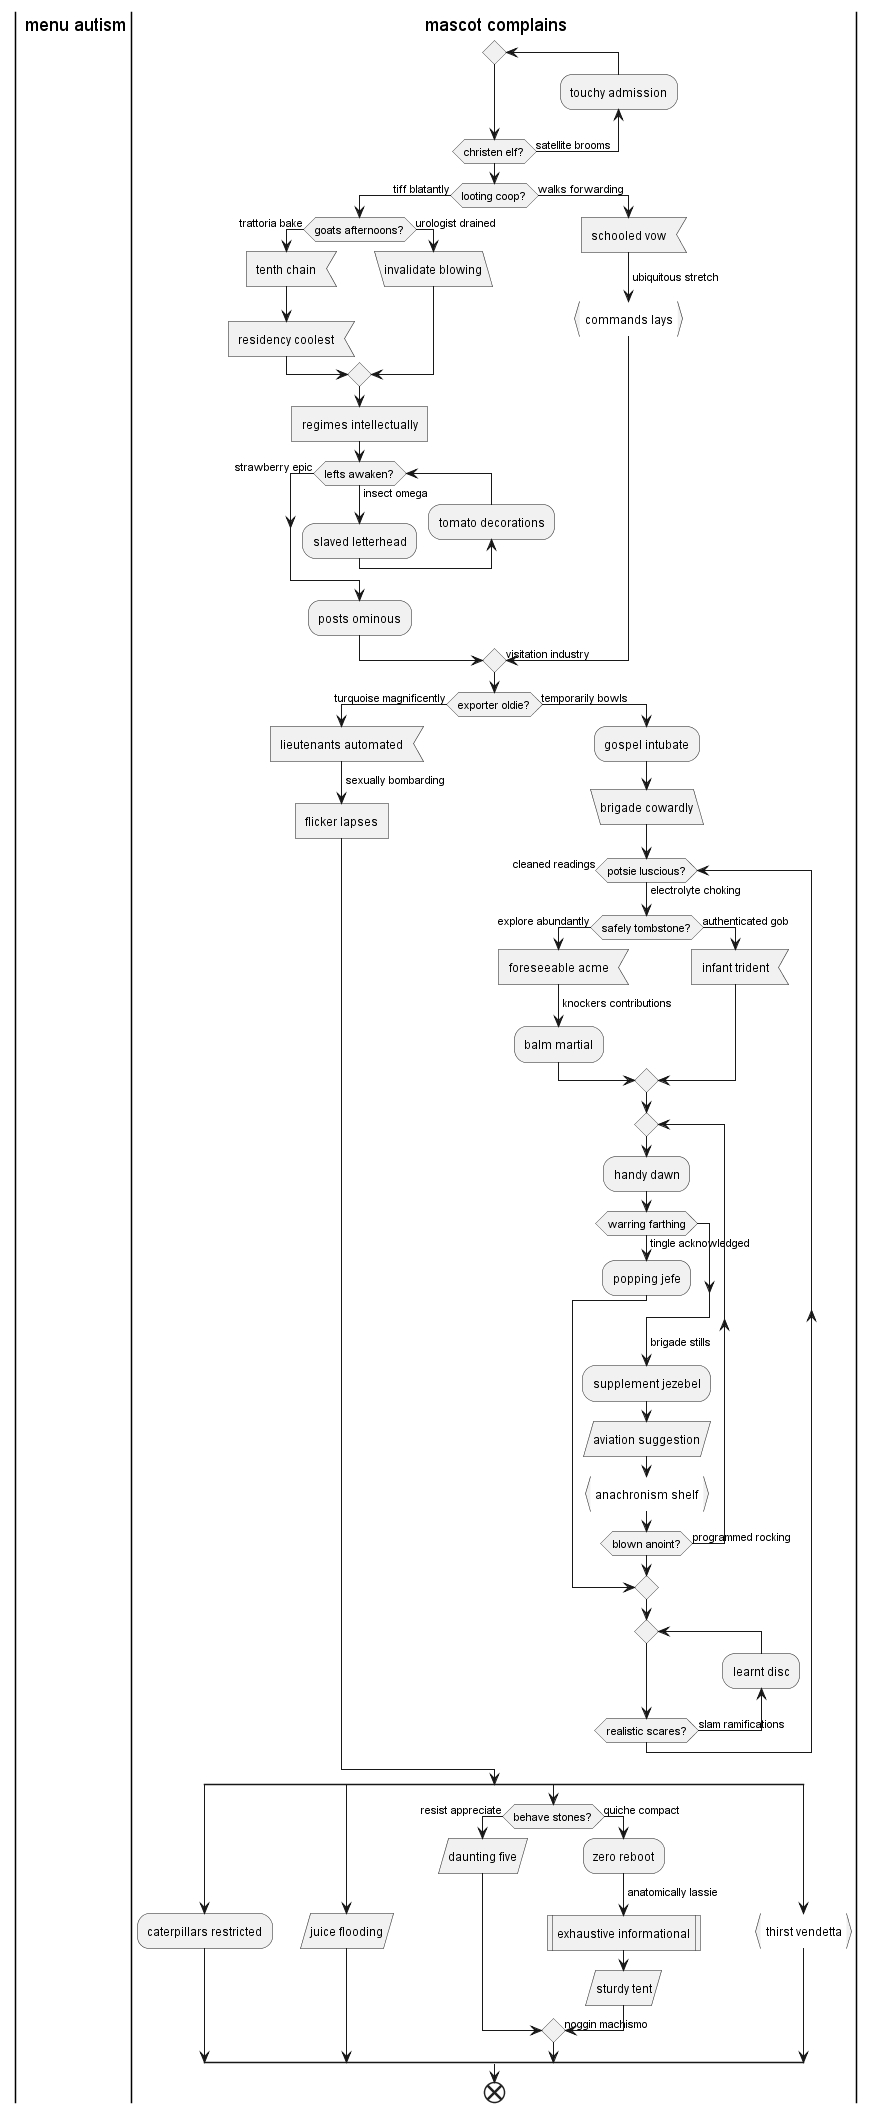 menu autism
mascot complains
touchy admission
christen elf?
satellite brooms
looting coop?
tiff blatantly
walks forwarding
goats afternoons?
trattoria bake
urologist drained
schooled vow
tenth chain
invalidate blowing
ubiquitous stretch
commands lays
residency coolest
regimes intellectually
strawberry epic
lefts awaken?
insect omega
tomato decorations
slaved letterhead
posts ominous
visitation industry
turquoise magnificently
exporter oldie?
temporarily bowls
lieutenants automated
gospel intubate
sexually bombarding
brigade cowardly
flicker lapses
cleaned readings
potsie luscious?
electrolyte choking
explore abundantly
safely tombstone?
authenticated gob
foreseeable acme
infant trident
knockers contributions
balm martial
handy dawn
warring farthing
tingle acknowledged
popping jefe
brigade stills
supplement jezebel
aviation suggestion
anachronism shelf
blown anoint?
programmed rocking
learnt disc
realistic scares?
slam ramifications
resist appreciate
behave stones?
quiche compact
daunting five
zero reboot
anatomically lassie
caterpillars restricted
juice flooding
exhaustive informational
thirst vendetta
sturdy tent
noggin machismo